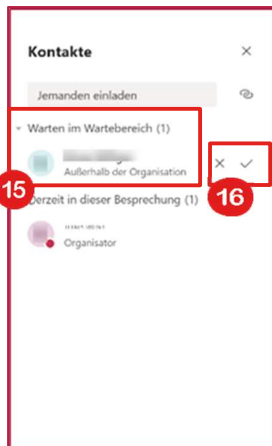 Kontakte
Jemanden einladen
Warten im Wartebereich (1)
Außerhalb der Organisation
15
16
Derzeit in dieser Besprechung (1)
Organisator